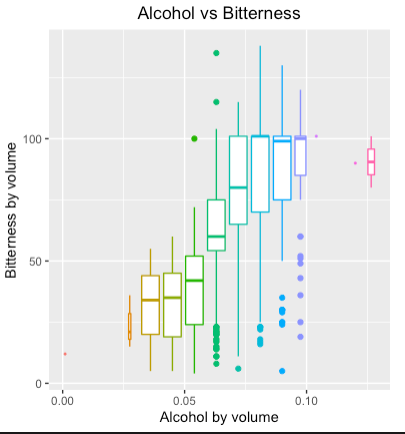 Alcohol vs Bitterness
Bitterness by volume
100
50
0
0.00 0.05 0.10
Alcohol by volume